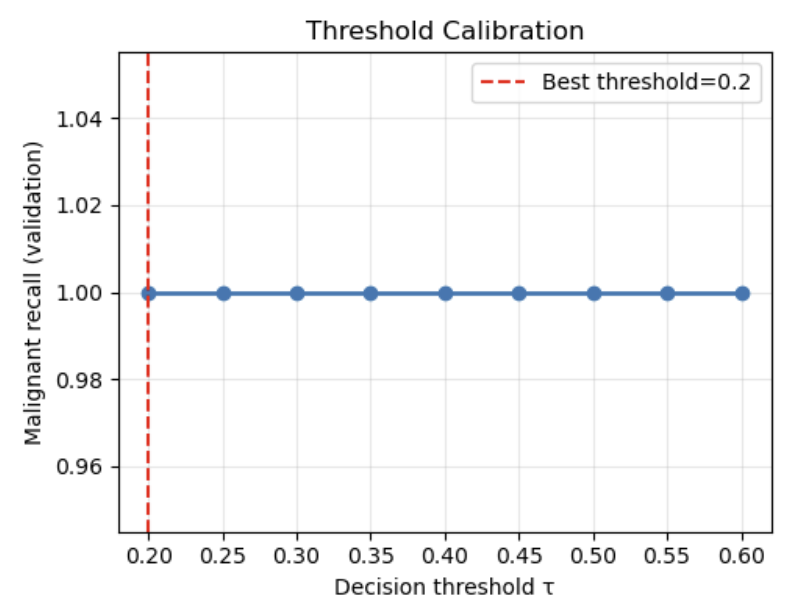 Threshold Calibration
Best threshold=0.2
Malignant recall (validation)
1.04
1.02
1.00
0.98
0.96
0.20 0.25 0.30 0.35 0.40 0.45 0.50 0.55 0.60
Decision threshold τ